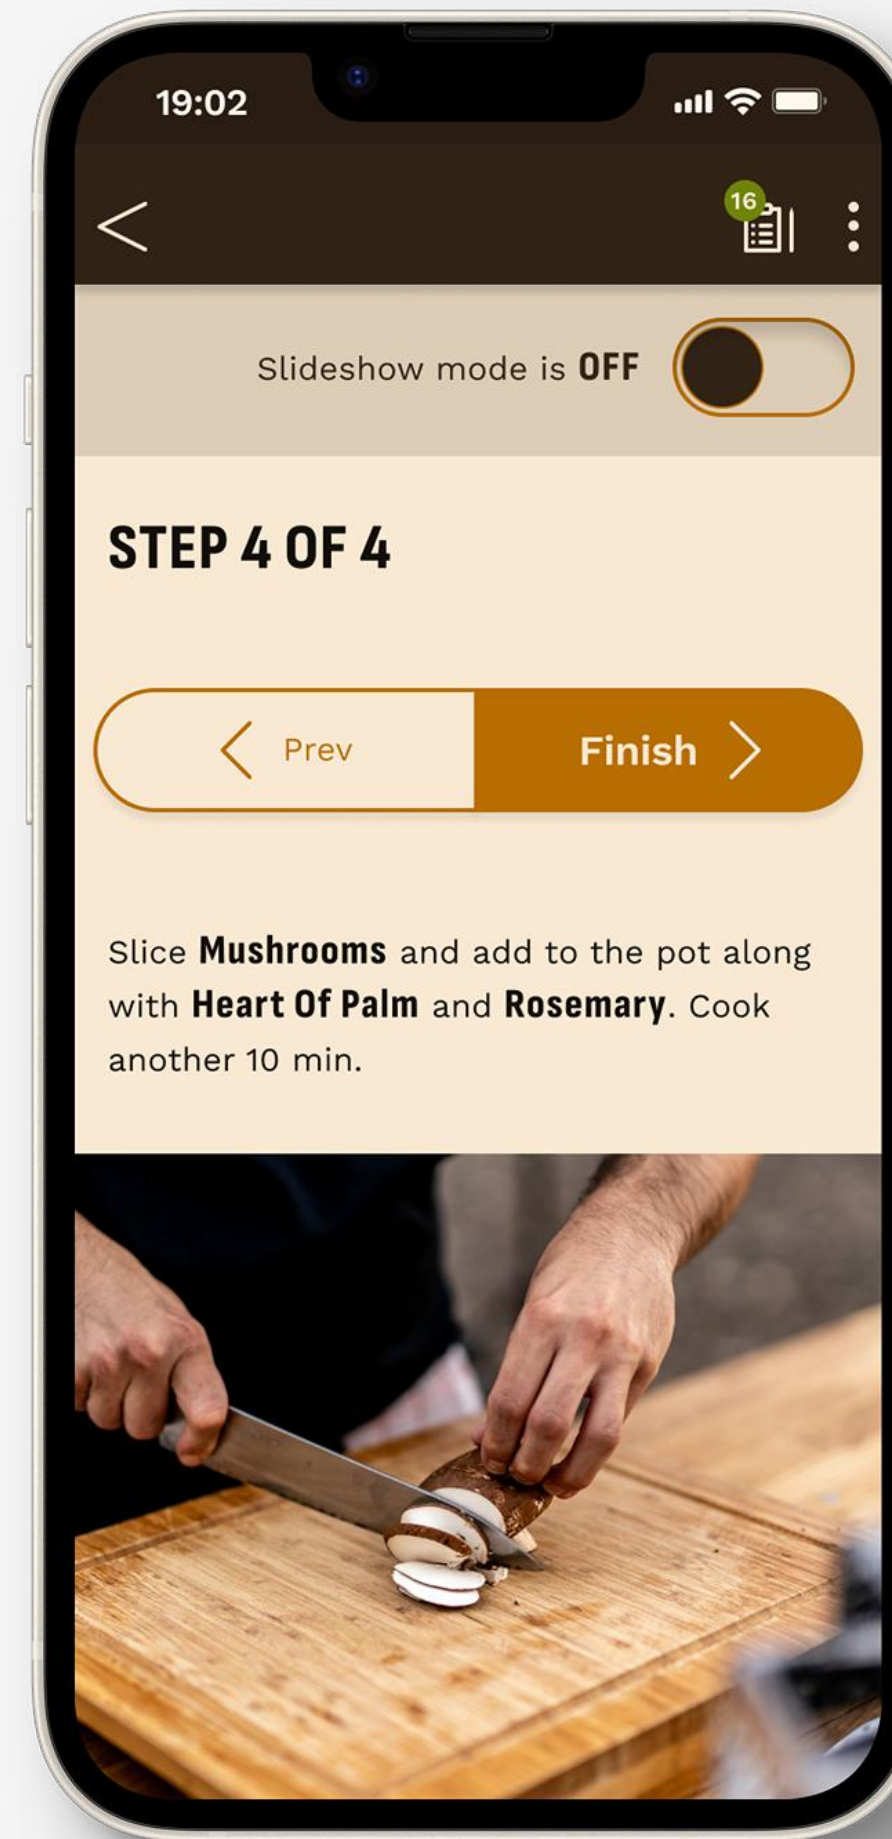 19:02
16
Slideshow mode is OFF
STEP 4 OF 4
Prev
Finish
Slice Mushrooms and add to the pot along
with Heart Of Palm and Rosemary. Cook
another 10 min.